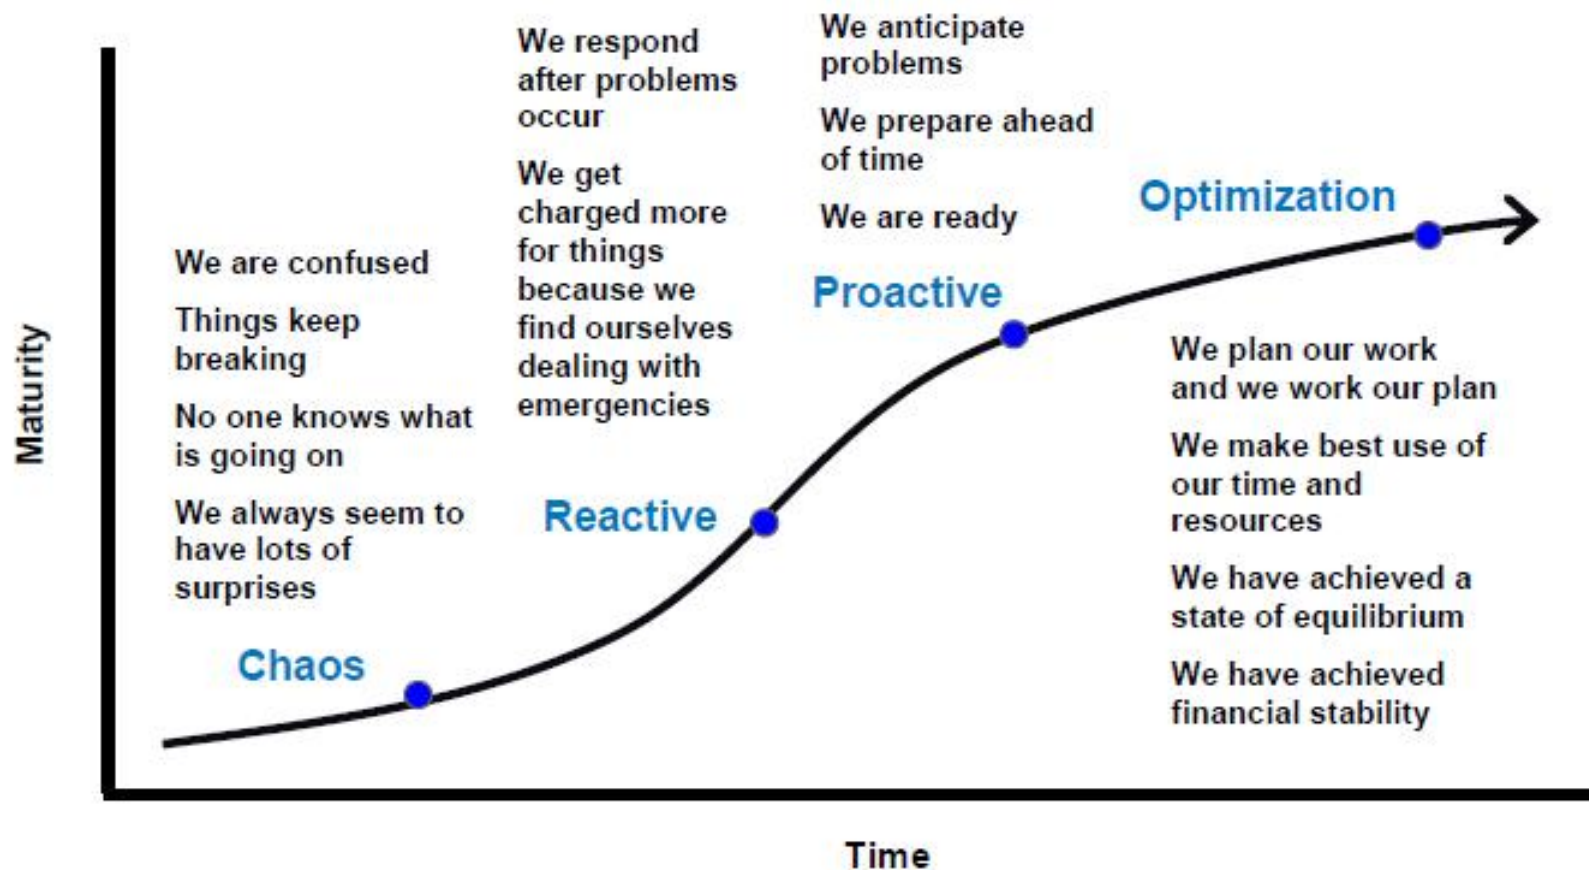 Maturity
We are confused
Things keep
breaking
No one knows what
is going on
We always seem to
have lots of
surprises
Chaos
We respond
after problems
occur
We get
charged more
for things
because we
find ourselves
dealing with
emergencies
Reactive
We anticipate
problems
We prepare ahead
of time
We are ready
Proactive
Optimization
We plan our work
and we work our plan
We make best use of
our time and
resources
We have achieved a
state of equilibrium
We have achieved
financial stability
Time